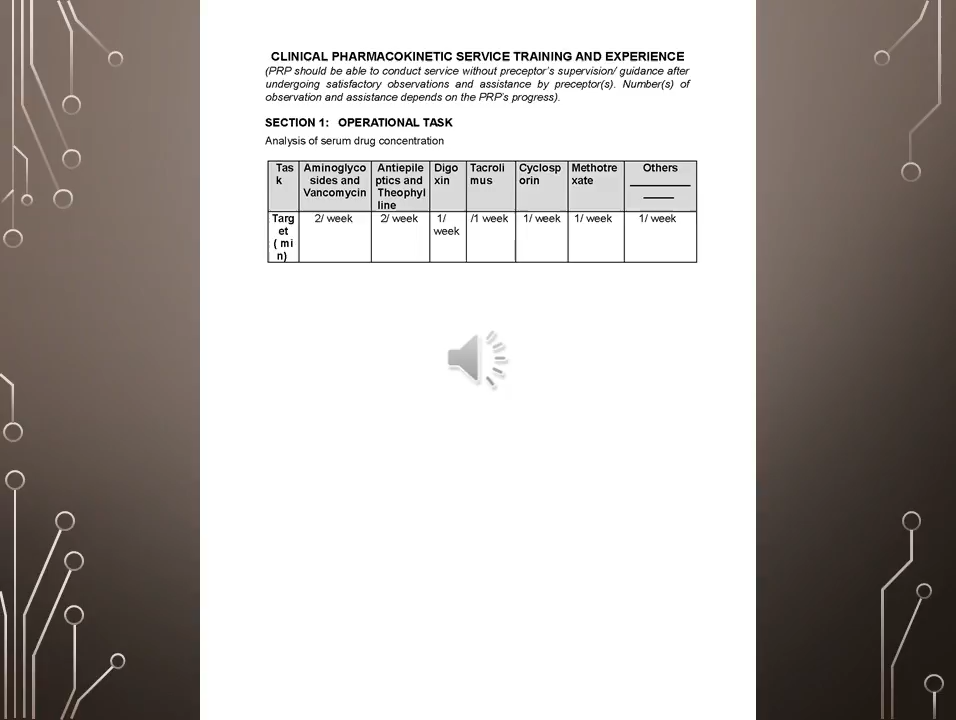 CLINICAL PHARMACOKINETIC SERVICE TRAINING AND EXPERIENCE
(PRP should be able to conduct service without preceptor's supervision/ guidance after
undergoing satisfactory observations and assistance by preceptor(s). Number(s) of
observation and assistance depends on the PRP's progress).
SECTION 1: OPERATIONAL TASK
Analysis of serum drug concentration
Tas Aminoglyco Antiepile Digo Tacroli Cyclosp Methotre Others
k sides and ptics and xin mus orin xate
Vancomycin Theophyl
line
Targ 2/ week 2/ week 1/ /1 week 1/ week 1/ week 1/ week
et week
( mi
n)